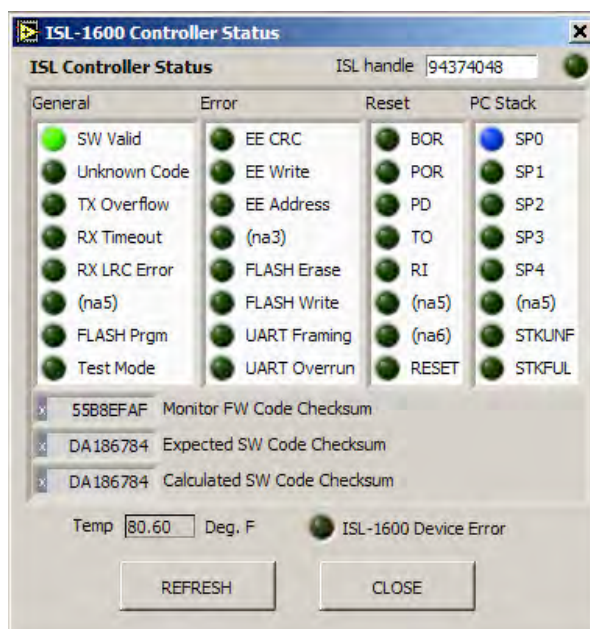 ISL-1600 Controller Status
ISL Controller Status ISL handle 94374048
General Error Reset PC Stack
SW Valid EE CRC BOR SP0
Unknown Code EE Write POR SP1
TX Overflow EE Address PD SP2
RX Timeout (na3) TO SP3
RX LRC Error FLASH Erase RI SP4
(na5) FLASH Write (na5) (na5)
FLASH Prgm UART Framing (na6) STKUNF
Test Mode UART Overrun RESET STKFUL
x 55B8EFAF Monitor FW Code Checksum
x DA186784 Expected SW Code Checksum
x DA186784 Calculated SW Code Checksum
Temp 80.60 Deg. F ISL-1600 Device Error
REFRESH CLOSE